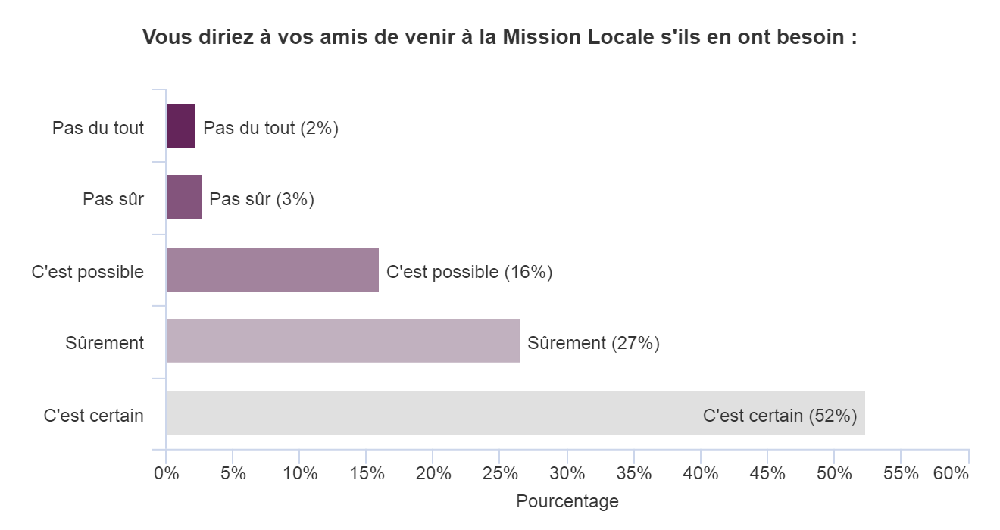 Vous diriez à vos amis de venir à la Mission Locale s'ils en ont besoin :
Pas du tout
Pas du tout (2%)
Pas sûr
Pas sûr (3%)
C'est possible
C'est possible (16%)
Sûrement
Sûrement (27%)
C'est certain
C'est certain (52%)
0% 5% 10% 15% 20% 25% 30% 35% 40% 45% 50% 55% 60%
Pourcentage